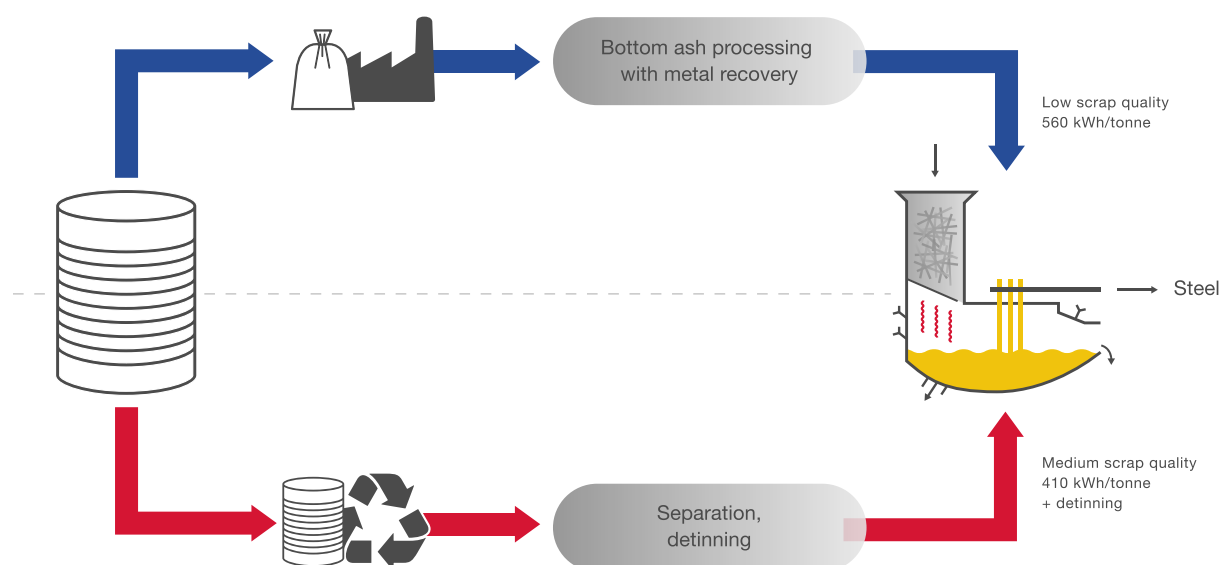 Bottom ash processing
with metal recovery
Low scrap quality
560 kWh/tonne
Steel
Medium scrap quality
410 kWh/tonne
+ detinning
Separation,
detinning